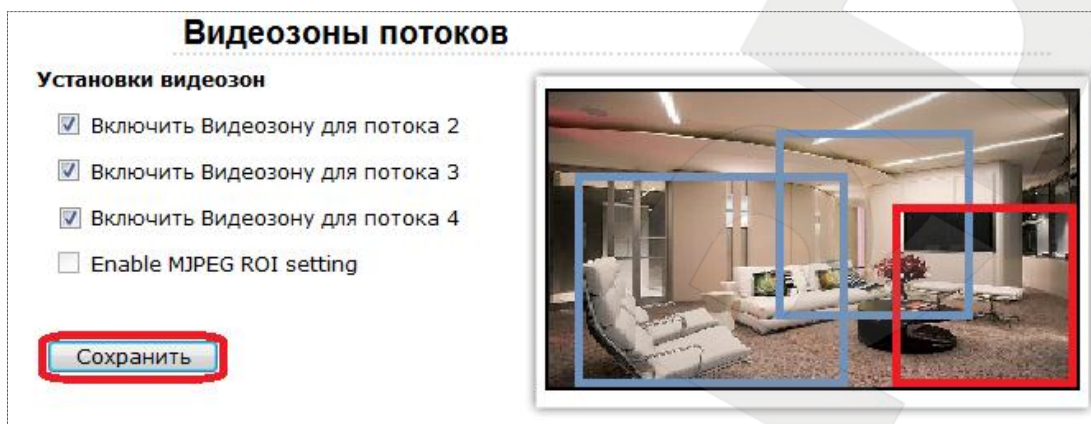 Видеозоны потоков
Установки видеозон
Включить Видеозону для потока 2
Включить Видеозону для потока 3
Включить Видеозону для потока 4
Enable MJPEG ROI setting
Сохранить